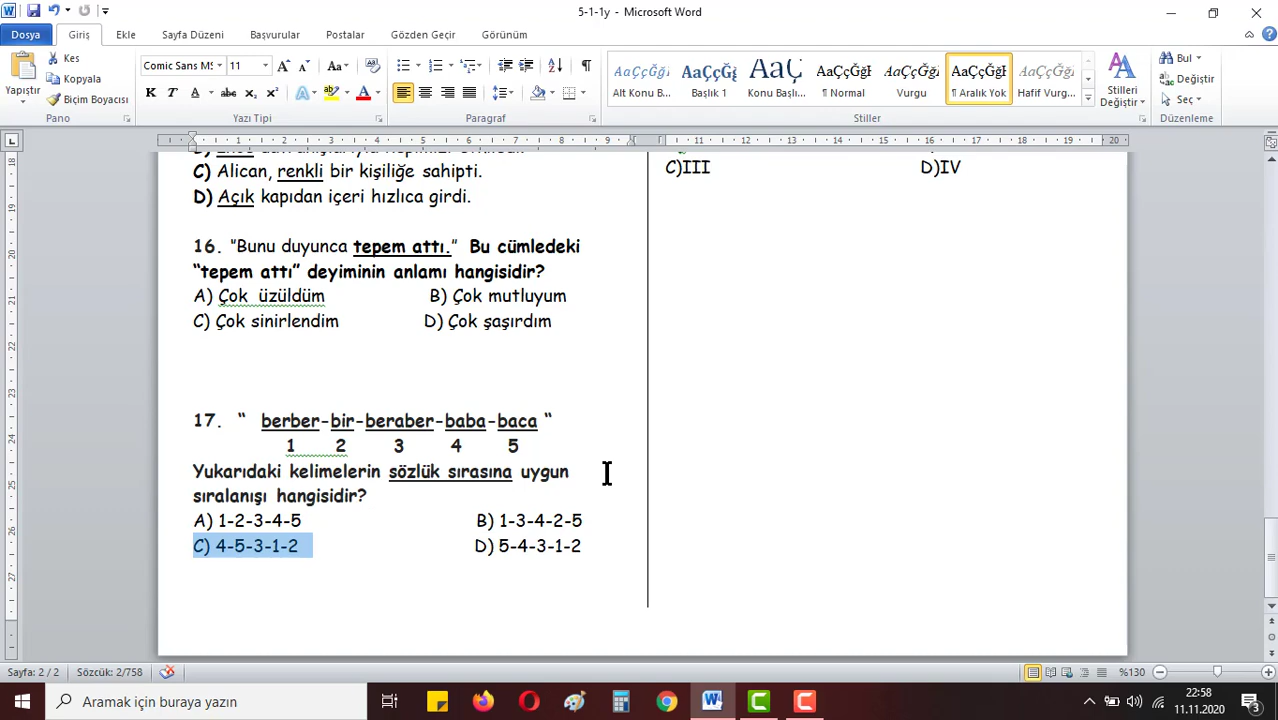 5-1-1y - Microsoft Word
Dosya Giriş Ekle Sayfa Düzeni Başvurular Postalar Gözden Geçir Görünüm
Yapıştır
Kes
Kopyala
Biçim Boyacısı
Pano
Comic Sans MS 11
Yazı Tipi
Paragraf
AaÇçĞğ AaÇçĞğ AaÇç AaÇçĞğH AaÇçĞğ AaÇçĞğH AaÇçĞğ
Alt Konu B... Başlık 1 Konu Başlı... ¶ Normal Vurgu ¶ Aralık Yok Hafif Vurg...
Stilleri Değiştir
Stiller
Bul
Değiştir
Seç
Düzenleme
C) Alican, renkli bir kişiliğe sahipti.
D) Açık kapıdan içeri hızlıca girdi.
16. "Bunu duyunca tepem attı." Bu cümledeki
"tepem attı" deyiminin anlamı hangisidir?
A) Çok üzüldüm B) Çok mutluyum
C) Çok sinirlendim D) Çok şaşırdım
17. " berber-bir-beraber-baba-baca "
1 2 3 4 5
Yukarıdaki kelimelerin sözlük sırasına uygun
sıralanışı hangisidir?
A) 1-2-3-4-5 B) 1-3-4-2-5
C) 4-5-3-1-2 D) 5-4-3-1-2
C)III D)IV
Sayfa: 2 / 2 Sözcük: 2/758 %130
Aramak için buraya yazın
22:58
11.11.2020